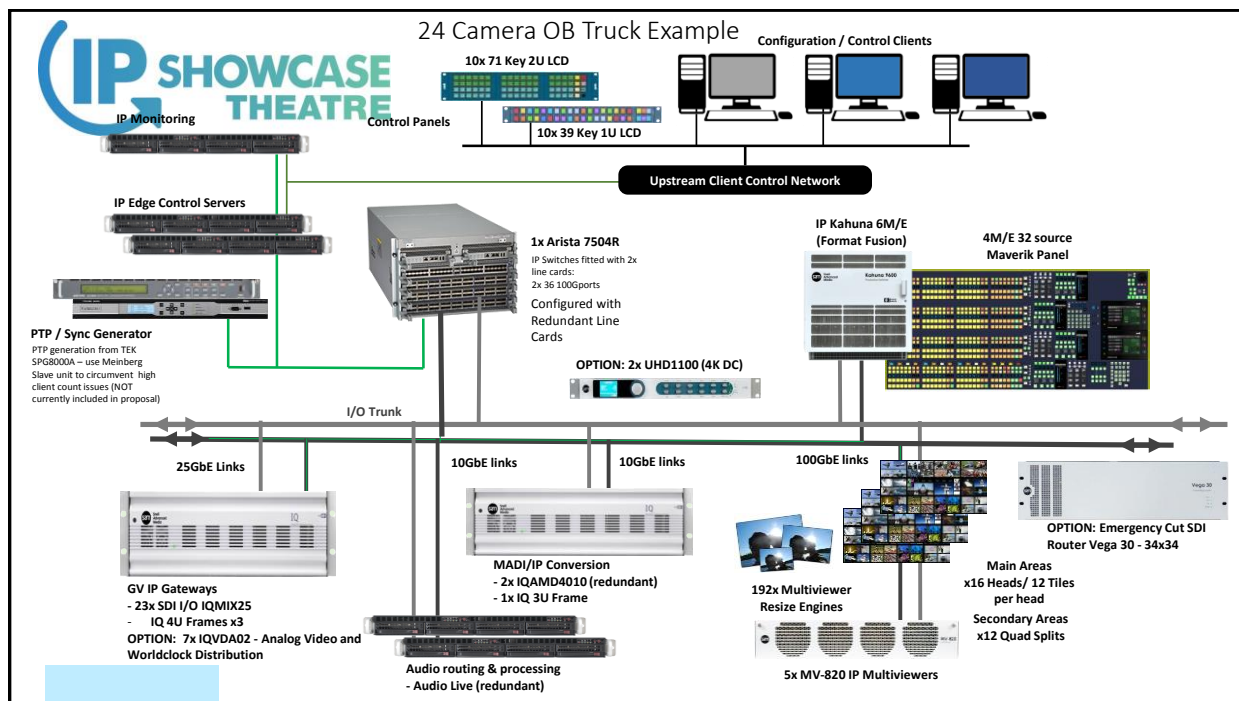 24 Camera OB Truck Example
IP SHOWCASE
THEATRE
10x 71 Key 2U LCD
Configuration / Control Clients
IP Monitoring
Control Panels
10x 39 Key 1U LCD
Upstream Client Control Network
IP Edge Control Servers
1x Arista 7504R
IP Switches fitted with 2x
line cards:
2x 36 100Gports
Configured with
Redundant Line
Cards
IP Kahuna 6M/E
(Format Fusion)
Kahuna 9600
4M/E 32 source
Maverik Panel
PTP / Sync Generator
PTP generation from TEK
SPG8000A – use Meinberg
Slave unit to circumvent high
client count issues (NOT
currently included in proposal)
OPTION: 2x UHD1100 (4K DC)
I/O Trunk
25GbE Links
10GbE links
10GbE links
100GbE links
IQ
IQ
Vega 30
OPTION: Emergency Cut SDI
Router Vega 30 - 34x34
GV IP Gateways
- 23x SDI I/O IQMIX25
- IQ 4U Frames x3
OPTION: 7x IQVDA02 - Analog Video and
Worldclock Distribution
MADI/IP Conversion
- 2x IQAMD4010 (redundant)
- 1x IQ 3U Frame
Audio routing & processing
- Audio Live (redundant)
192x Multiviewer
Resize Engines
Main Areas
x16 Heads/ 12 Tiles
per head
Secondary Areas
x12 Quad Splits
MV-820
5x MV-820 IP Multiviewers